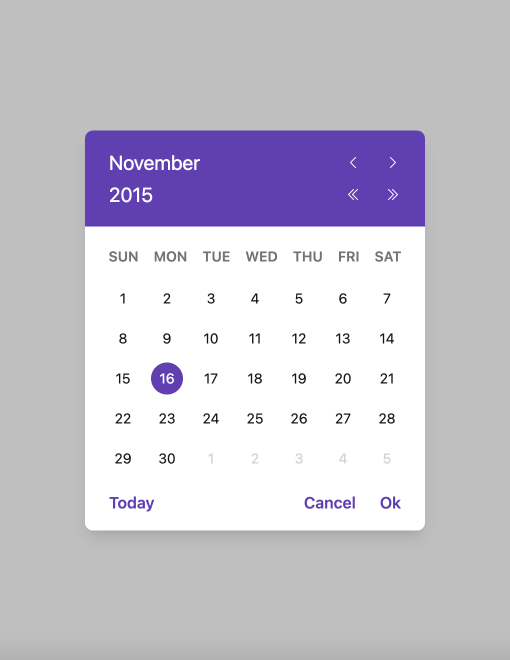 November
2015
SUN MON TUE WED THU FRI SAT
1 2 3 4 5 6 7
8 9 10 11 12 13 14
15 16 17 18 19 20 21
22 23 24 25 26 27 28
29 30 1 2 3 4 5
Today Cancel Ok